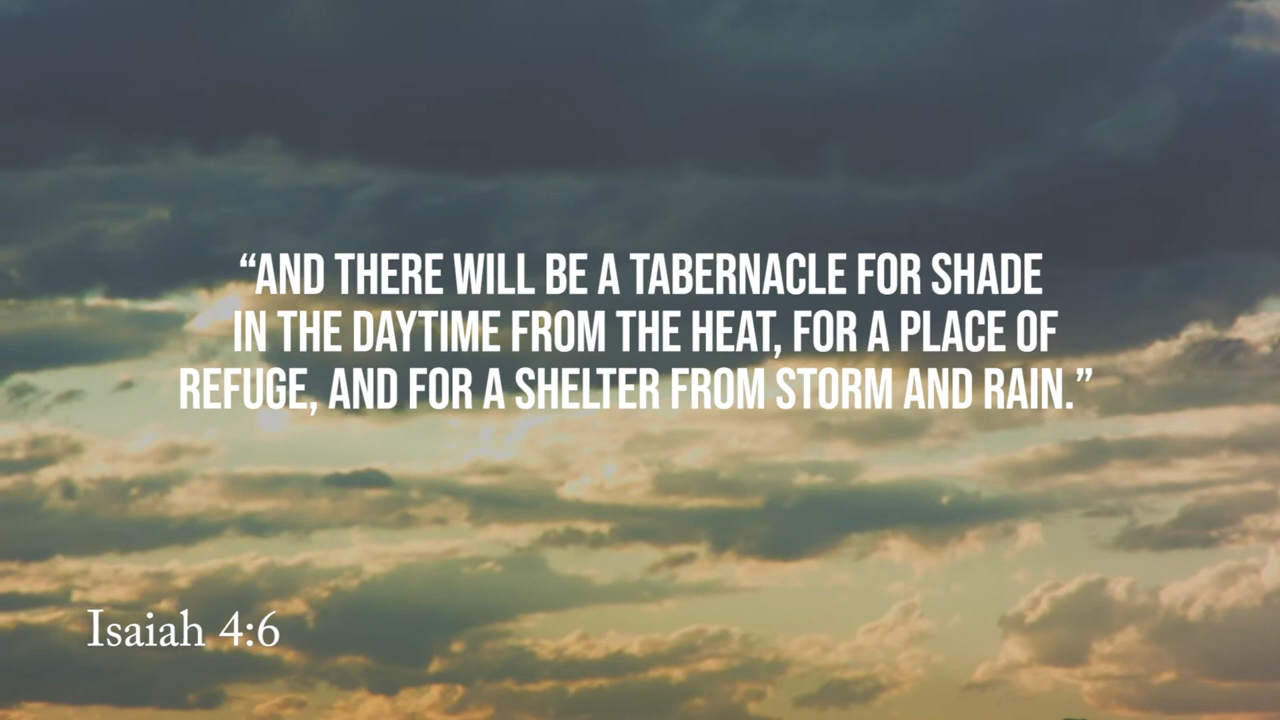 “AND THERE WILL BE A TABERNACLE FOR SHADE
IN THE DAYTIME FROM THE HEAT, FOR A PLACE OF
REFUGE, AND FOR A SHELTER FROM STORM AND RAIN.”
Isaiah 4:6